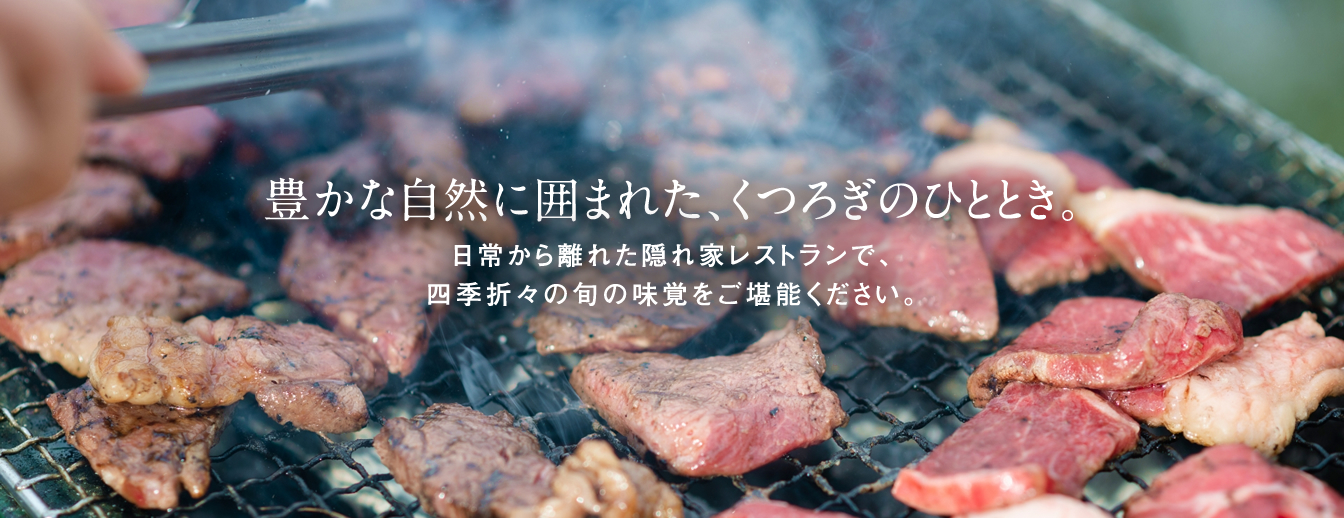 豊かな自然に囲まれた、くつろぎのひととき。
日常から離れた隠れ家レストランで、
四季折々の旬の味覚をご堪能ください。